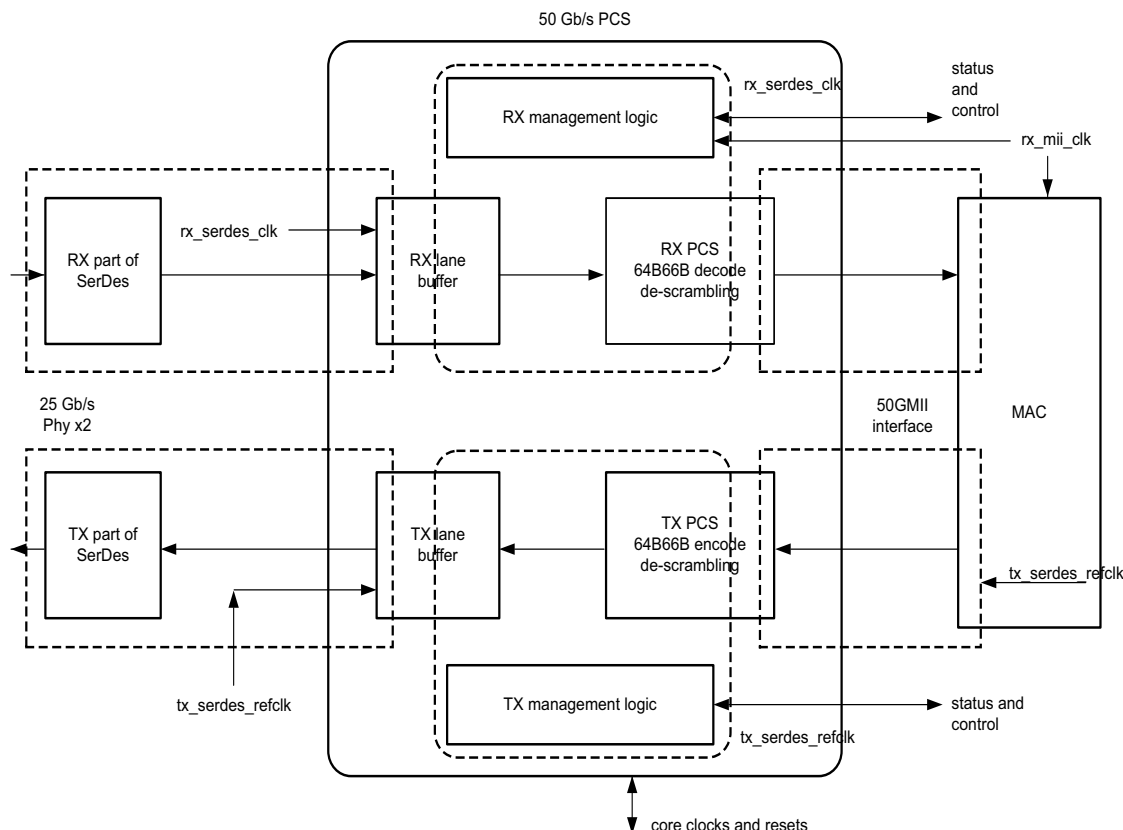 50 Gb/s PCS
rx_serdes_clk
status
and
control
RX management logic
rx_mii_clk
rx_serdes_clk
RX part of
SerDes
RX lane
buffer
RX PCS
64B66B decode
de-scrambling
25 Gb/s
Phy x2
50GMII
interface
MAC
TX part of
SerDes
TX lane
buffer
TX PCS
64B66B encode
de-scrambling
tx_serdes_refclk
tx_serdes_refclk
TX management logic
status and
control
tx_serdes_refclk
core clocks and resets